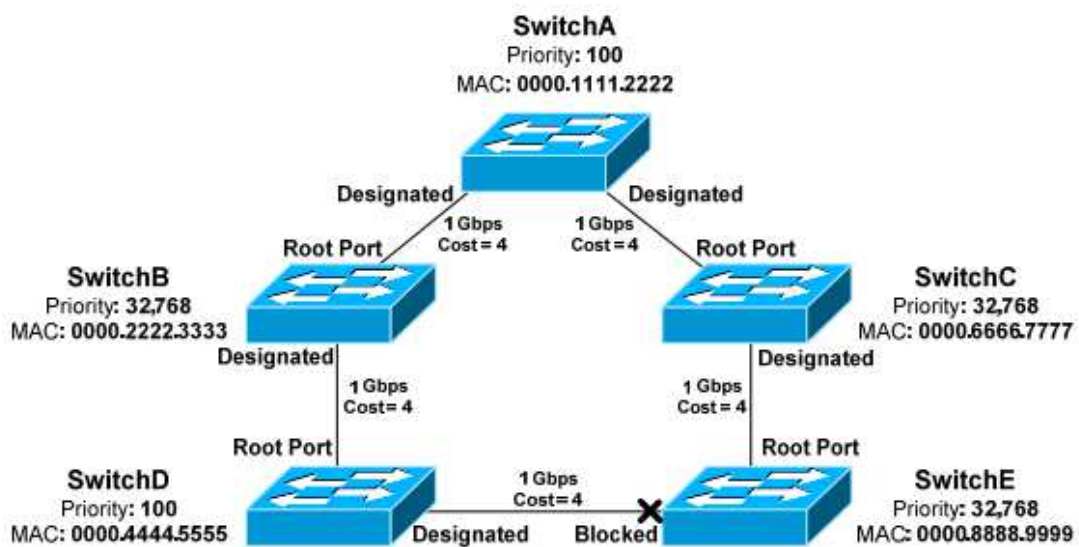 SwitchA
Priority: 100
MAC: 0000.1111.2222
Designated
Designated
1 Gbps
Cost= 4
1 Gbps
Cost= 4
Root Port
Root Port
SwitchB
Priority: 32,768
MAC: 0000.2222.3333
SwitchC
Priority: 32,768
MAC: 0000.6666.7777
Designated
Designated
1 Gbps
Cost= 4
1 Gbps
Cost= 4
Root Port
Root Port
SwitchD
Priority: 100
MAC: 0000.4444.5555
1 Gbps
Cost= 4
SwitchE
Priority: 32,768
MAC: 0000.8888.9999
Designated
Blocked